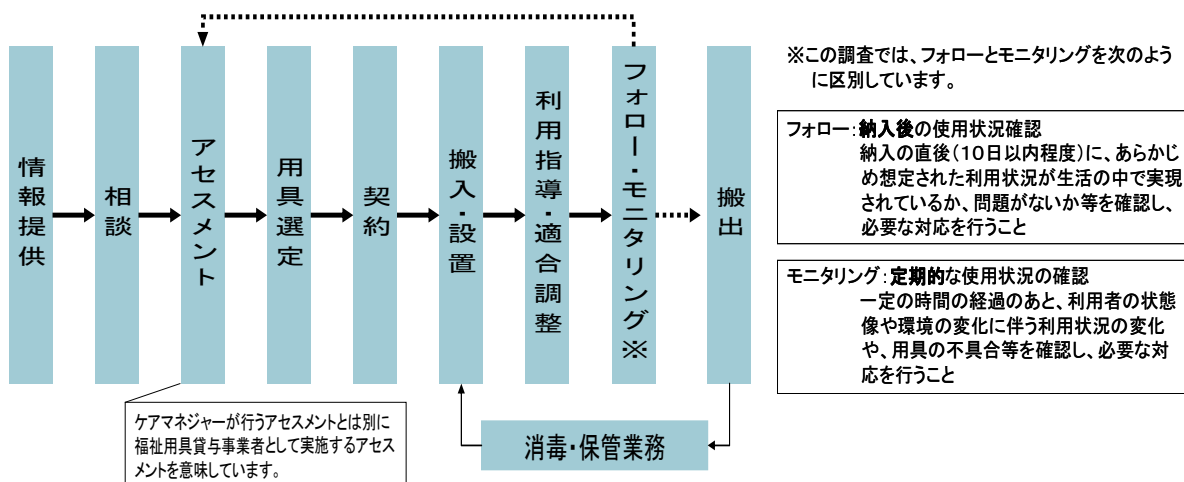 情報提供
相談
アセスメント
用具選定
契約
搬入・設置
利用指導・適合調整
フォロー・モニタリング※
搬出
消毒・保管業務
ケアマネジャーが行うアセスメントとは別に
福祉用具貸与事業者として実施するアセス
メントを意味しています。
※この調査では、フォローとモニタリングを次のよう
に区別しています。
フォロー：納入後の使用状況確認
納入の直後（10日以内程度）に、あらかじ
め想定された利用状況が生活の中で実現
されているか、問題がないか等を確認し、
必要な対応を行うこと
モニタリング：定期的な使用状況の確認
一定の時間の経過のあと、利用者の状態
像や環境の変化に伴う利用状況の変化
や、用具の不具合等を確認し、必要な対
応を行うこと